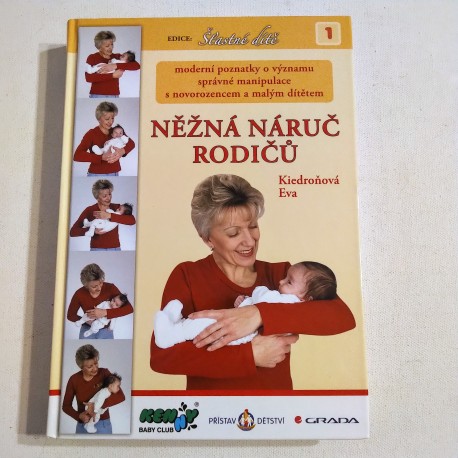 EDICE: Šťastné dítě
1
moderní poznatky o významu
správné manipulace
s novorozencem a malým dítětem
NĚŽNÁ NÁRUČ
RODIČŮ
Kiedroňová
Eva
KENNY
BABY CLUB
PŘÍSTAV DĚTSTVÍ
GRADA